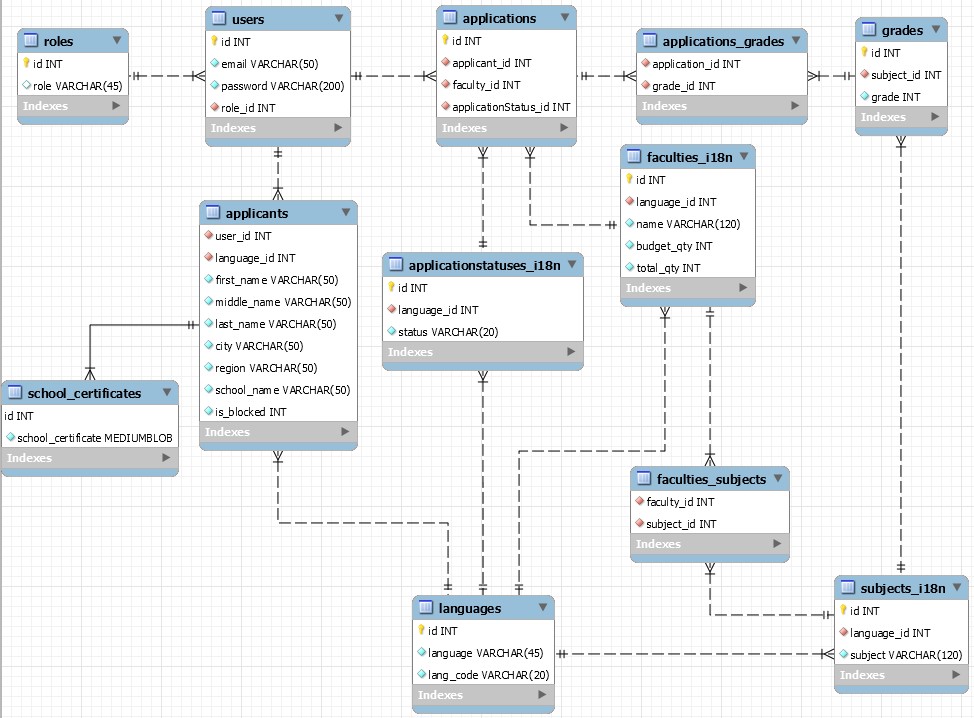 roles
id INT
role VARCHAR(45)
Indexes
users
id INT
email VARCHAR(50)
password VARCHAR(200)
role_id INT
Indexes
applications
id INT
applicant_id INT
faculty_id INT
applicationStatus_id INT
Indexes
applications_grades
application_id INT
grade_id INT
Indexes
grades
id INT
subject_id INT
grade INT
Indexes
faculties_i18n
id INT
language_id INT
name VARCHAR(120)
budget_qty INT
total_qty INT
Indexes
applicants
user_id INT
language_id INT
first_name VARCHAR(50)
middle_name VARCHAR(50)
last_name VARCHAR(50)
city VARCHAR(50)
region VARCHAR(50)
school_name VARCHAR(50)
is_blocked INT
Indexes
applicationstatuses_i18n
id INT
language_id INT
status VARCHAR(20)
Indexes
school_certificates
id INT
school_certificate MEDIUMBLOB
Indexes
faculties_subjects
faculty_id INT
subject_id INT
Indexes
languages
id INT
language VARCHAR(45)
lang_code VARCHAR(20)
Indexes
subjects_i18n
id INT
language_id INT
subject VARCHAR(120)
Indexes